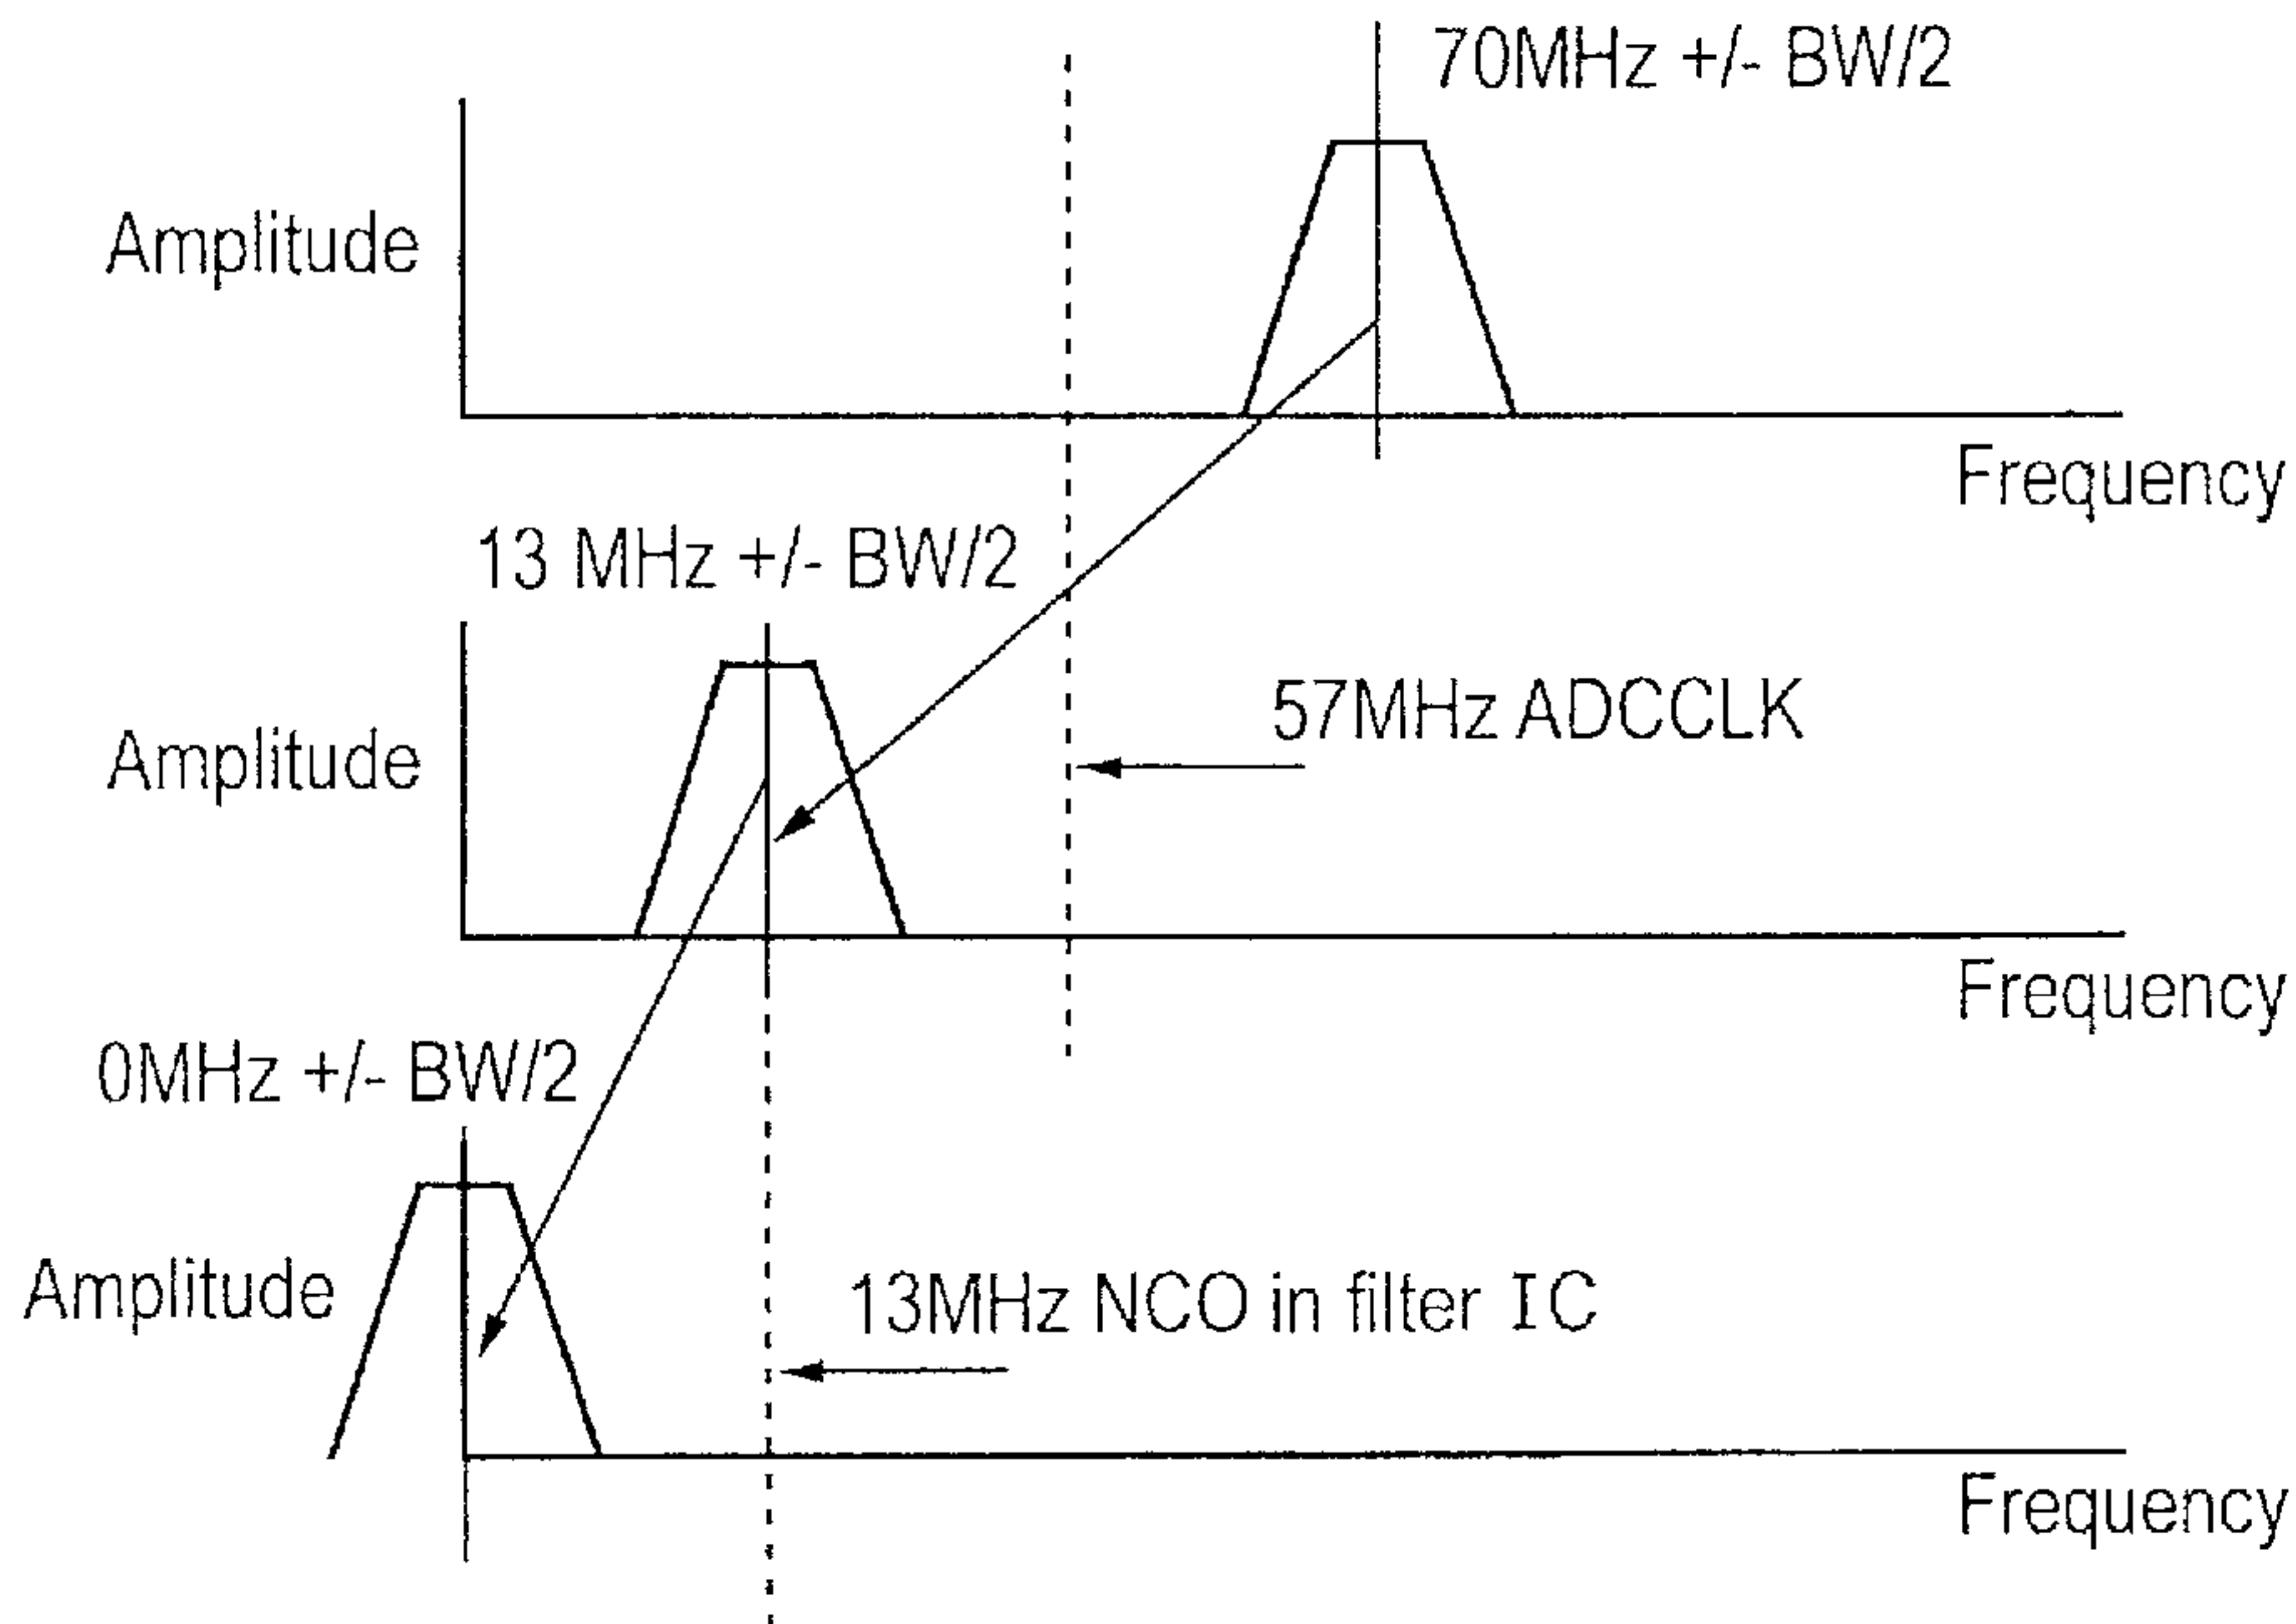 70MHz +/- BW/2
Amplitude
Frequency
13 MHz +/- BW/2
57MHz ADCCLK
Amplitude
Frequency
0MHz +/- BW/2
13MHz NCO in filter IC
Amplitude
Frequency